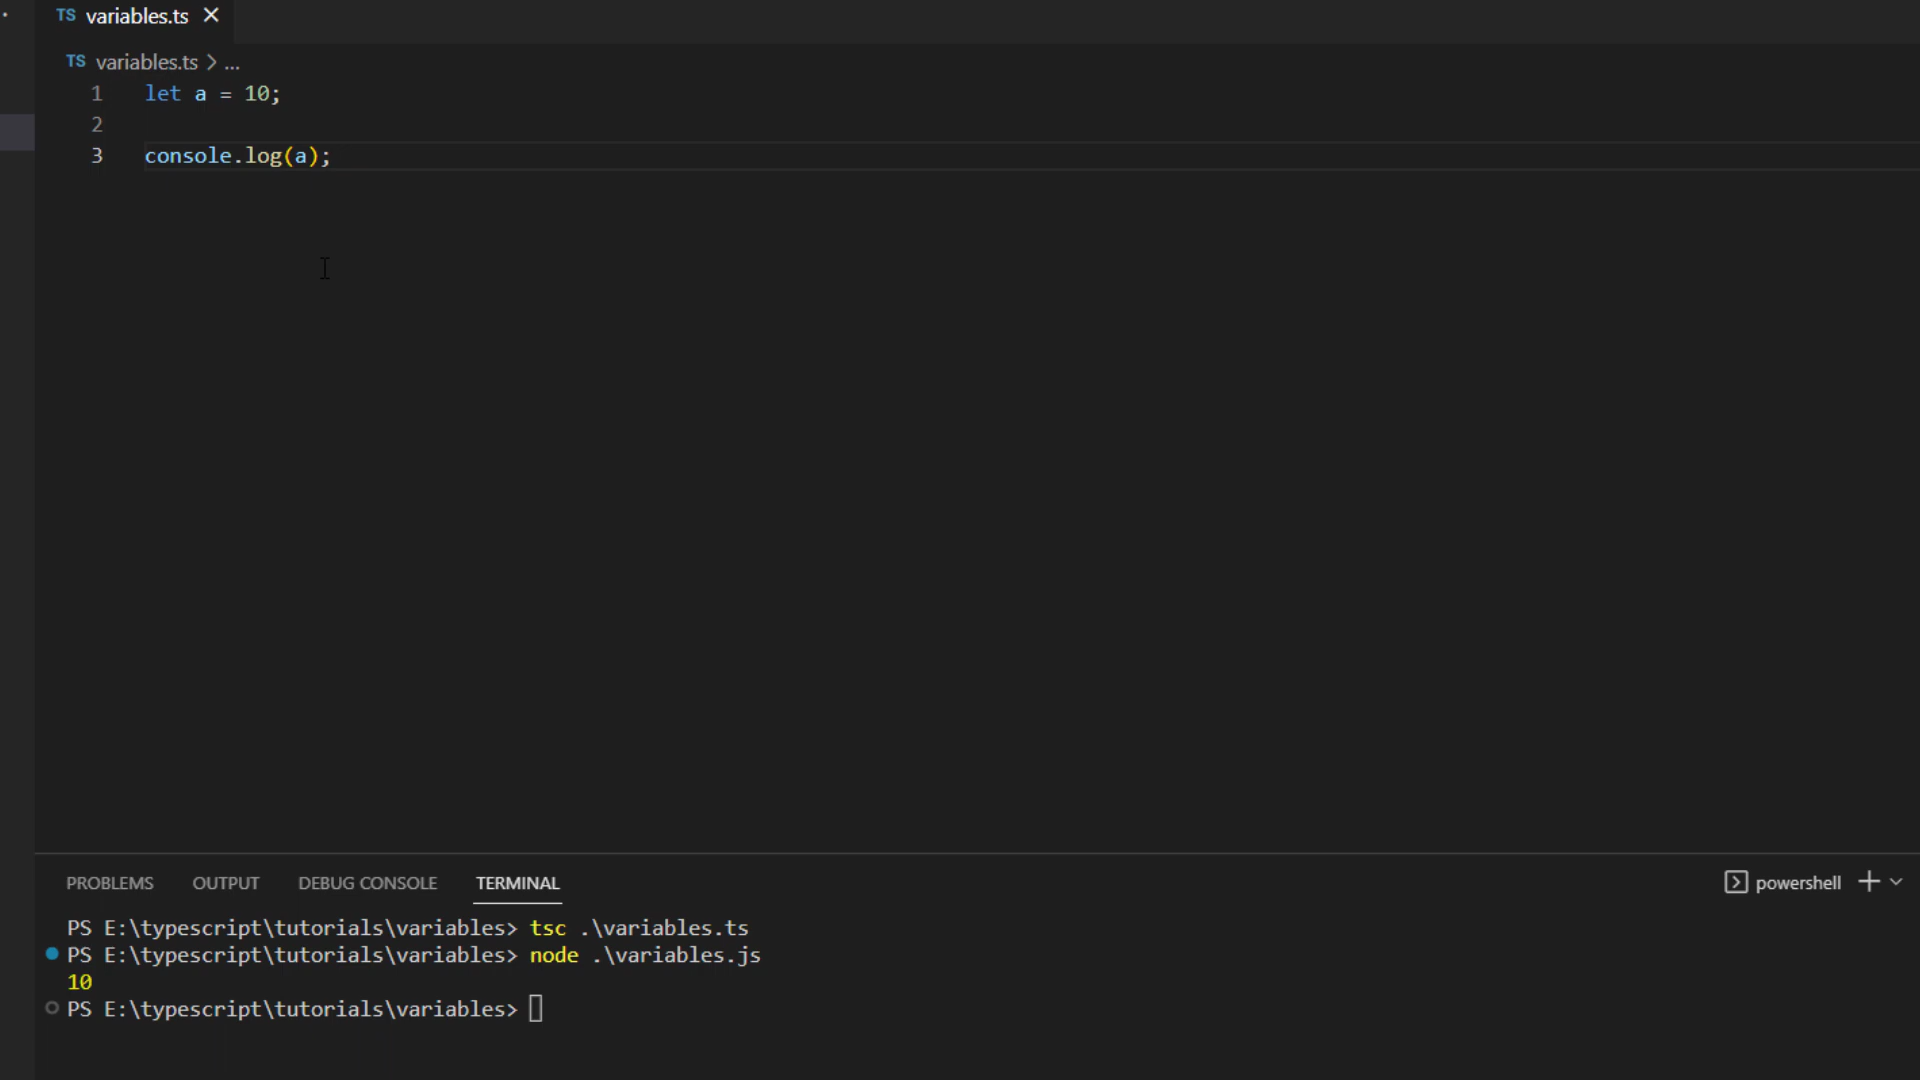 TS variables.ts ×
TS variables.ts > ...
1 let a = 10;
2
3 console.log(a);
PROBLEMS OUTPUT DEBUG CONSOLE TERMINAL powershell
PS E:\typescript\tutorials\variables> tsc .\variables.ts
PS E:\typescript\tutorials\variables> node .\variables.js
10
PS E:\typescript\tutorials\variables>